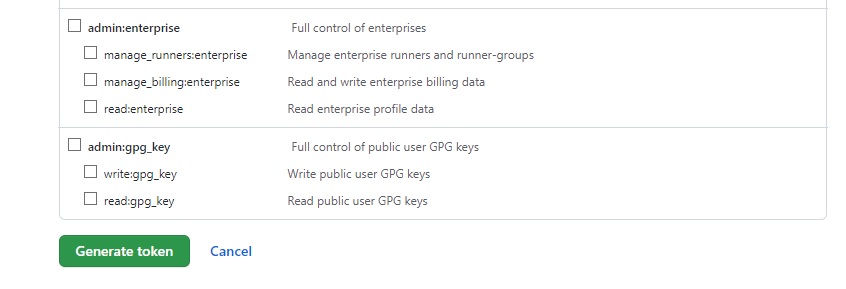 admin:enterprise Full control of enterprises
manage_runners:enterprise Manage enterprise runners and runner-groups
manage_billing:enterprise Read and write enterprise billing data
read:enterprise Read enterprise profile data
admin:gpg_key Full control of public user GPG keys
write:gpg_key Write public user GPG keys
read:gpg_key Read public user GPG keys
Generate token Cancel